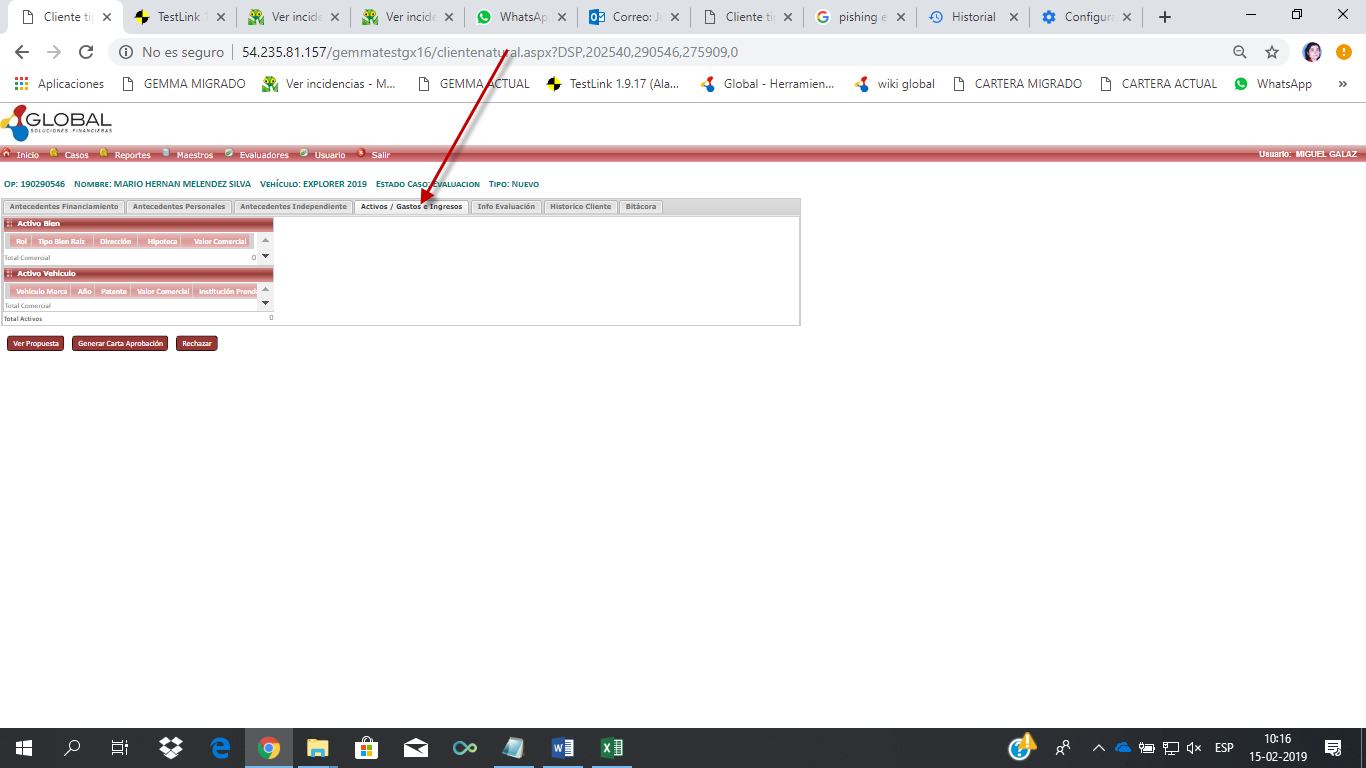 Cliente ti
TestLink 1
Ver incide
Ver incide
WhatsAp
Correo: Ji
Cliente ti
pishing e
Historial
Configura
No es seguro | 54.235.81.157/gemmatestgx16/clientenatural.aspx?DSP,202540,290546,275909,0
Aplicaciones GEMMA MIGRADO Ver incidencias - M... GEMMA ACTUAL TestLink 1.9.17 (Ala... Global - Herramien... wiki global CARTERA MIGRADO CARTERA ACTUAL WhatsApp »
GLOBAL
SOLUCIONES FINANCIERAS
Inicio Casos Reportes Maestros Evaluadores Usuario Salir Usuario: MIGUEL GALAZ
OP: 190290546 NOMBRE: MARIO HERNAN MELENDEZ SILVA VEHÍCULO: EXPLORER 2019 ESTADO CASO: EVALUACION TIPO: NUEVO
Antecedentes Financiamiento Antecedentes Personales Antecedentes Independiente Activos / Gastos e Ingresos Info Evaluación Historico Cliente Bitácora
Activo Bien
Rol Tipo Bien Raiz Dirección Hipoteca Valor Comercial
Total Comercial 0
Activo Vehiculo
Vehiculo Marca Año Patente Valor Comercial Institución Prend
Total Comercial
Total Activos 0
Ver Propuesta Generar Carta Aprobación Rechazar
ESP
10:16
15-02-2019